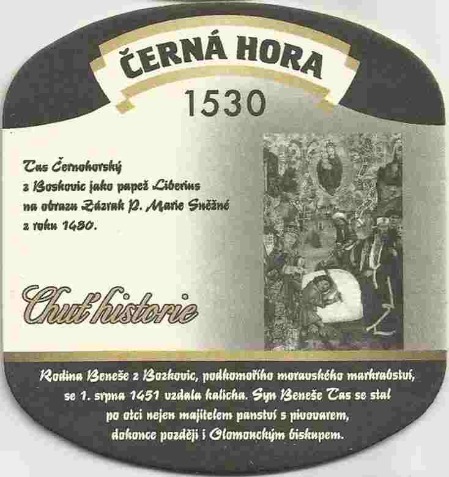 ČERNÁ HORA
1530
Tas Černohorský
z Boskovic jako papež Liberius
na obrazu Zázrak P. Marie Sněžné
z roku 1480.
Chuť historie
Rodina Beneše z Bozkovic, podkomořího moravského markrabství,
se 1. srpna 1451 vzdala kalicha. Syn Beneše Tas se stal
po otci nejen majitelem panství s pivovarem,
dokonce později i Olomouckým biskupem.